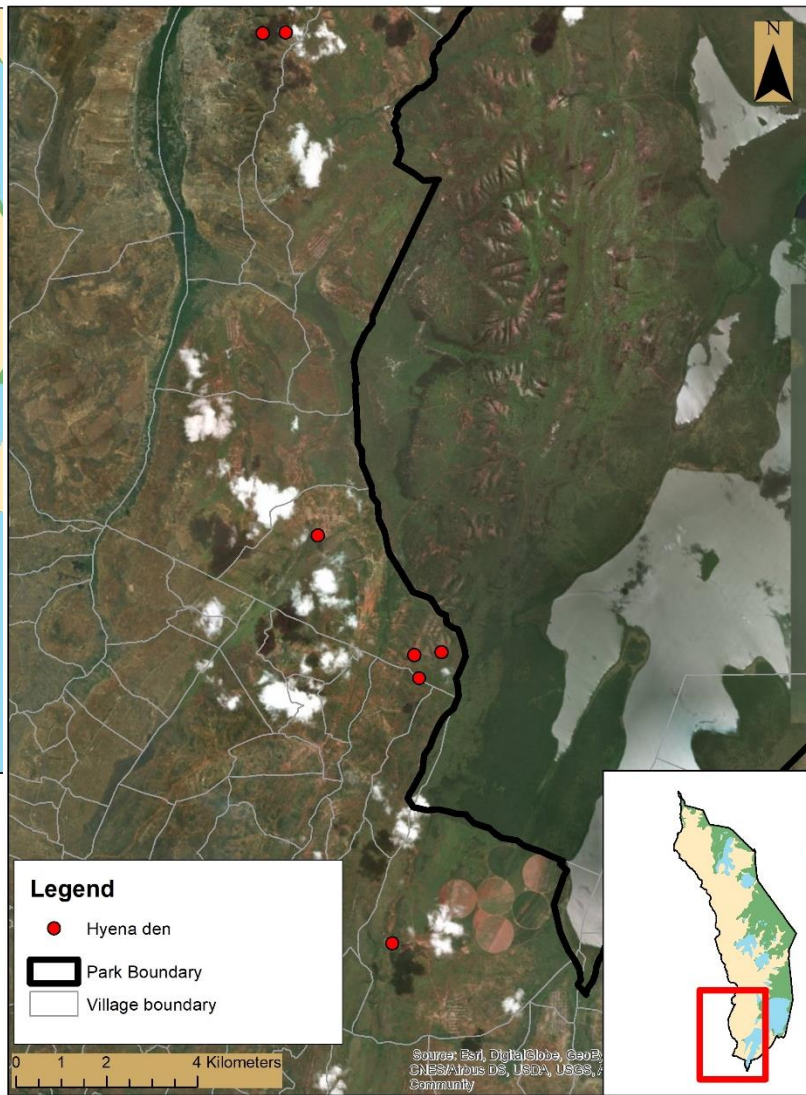 N
Legend
Hyena den
Park Boundary
Village boundary
0 1 2 4 Kilometers
Source: Esri, DigitalGlobe,
CNES/Airbus DS, USDA, USGS,
Community